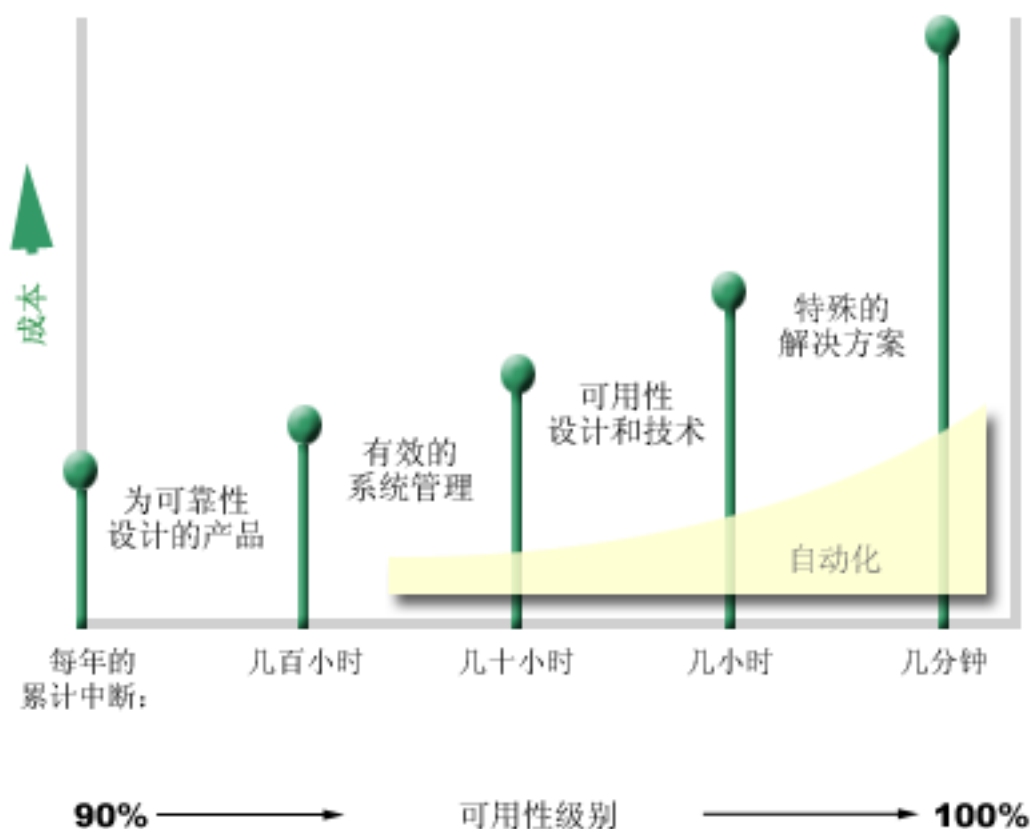 特殊的
解决方案
成本
可用性
设计和技术
有效的
系统管理
为可靠性
设计的产品
自动化
每年的
累计中断：
几百小时
几十小时
几小时
几分钟
90%
可用性级别
100%